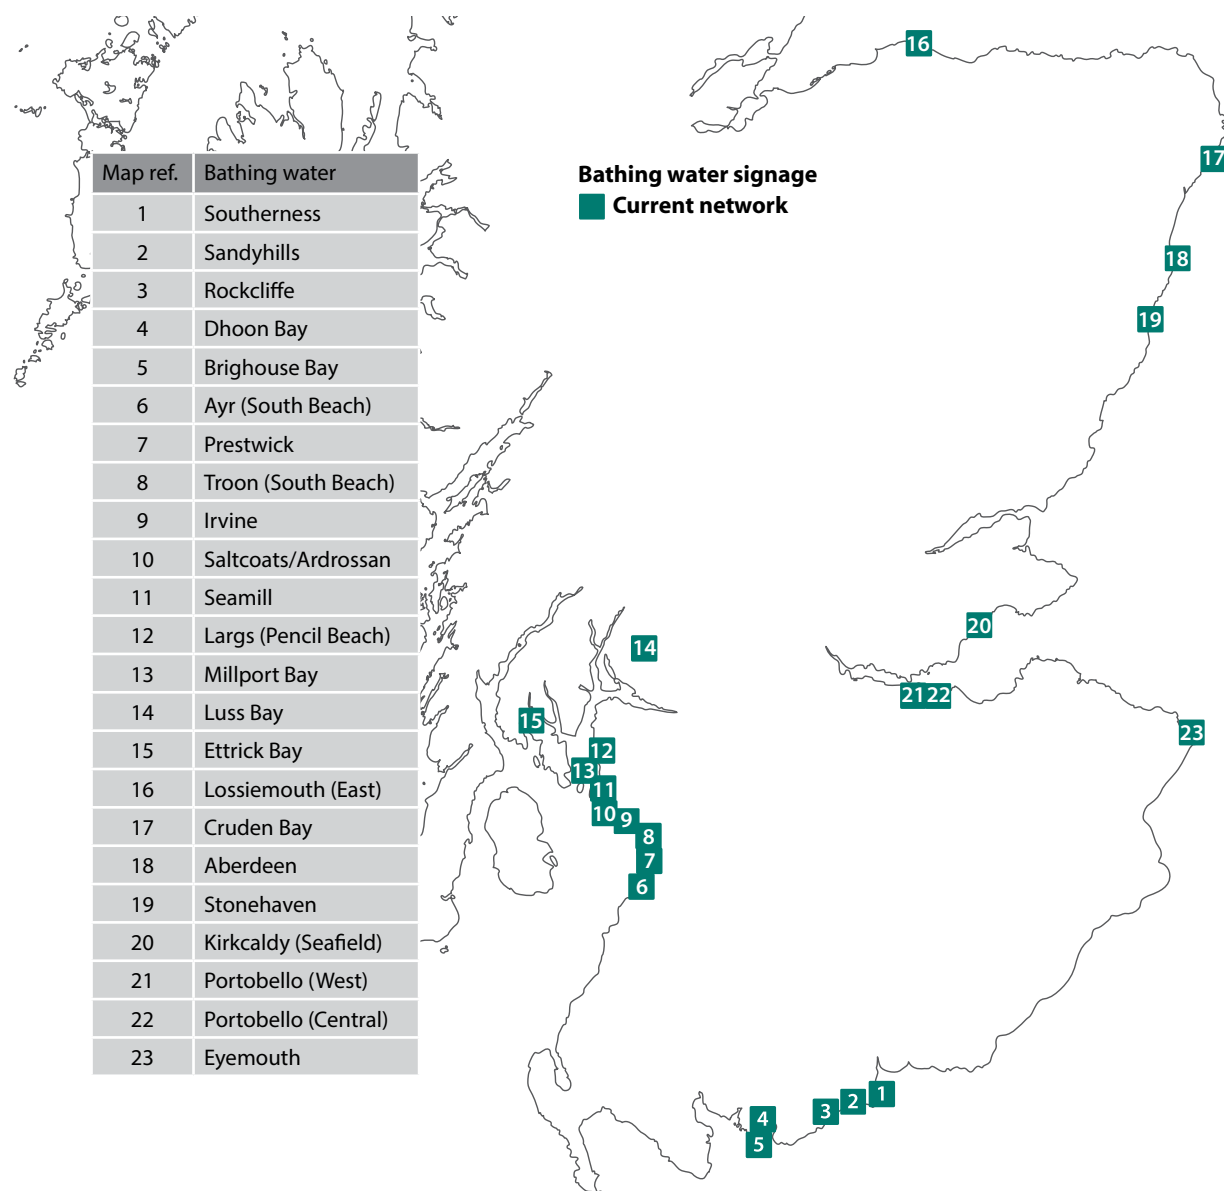 Map ref. Bathing water
1 Southerness
2 Sandyhills
3 Rockcliffe
4 Dhoon Bay
5 Brighouse Bay
6 Ayr (South Beach)
7 Prestwick
8 Troon (South Beach)
9 Irvine
10 Saltcoats/Ardrossan
11 Seamill
12 Largs (Pencil Beach)
13 Millport Bay
14 Luss Bay
15 Ettrick Bay
16 Lossiemouth (East)
17 Cruden Bay
18 Aberdeen
19 Stonehaven
20 Kirkcaldy (Seafield)
21 Portobello (West)
22 Portobello (Central)
23 Eyemouth
Bathing water signage
Current network
16
17
18
19
20
14
21 22
15
23
12
13
11
10
9
8
7
6
1
2
3
4
5